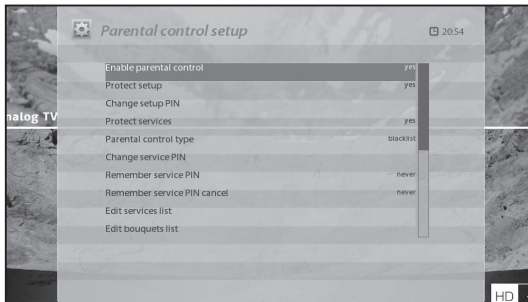 Parental control setup
20:54
Enable parental control yes
Protect setup yes
Change setup PIN
Protect services yes
Parental control type blacklist
Change service PIN
Remember service PIN never
Remember service PIN cancel never
Edit services list
Edit bouquets list
nalog TV
HD